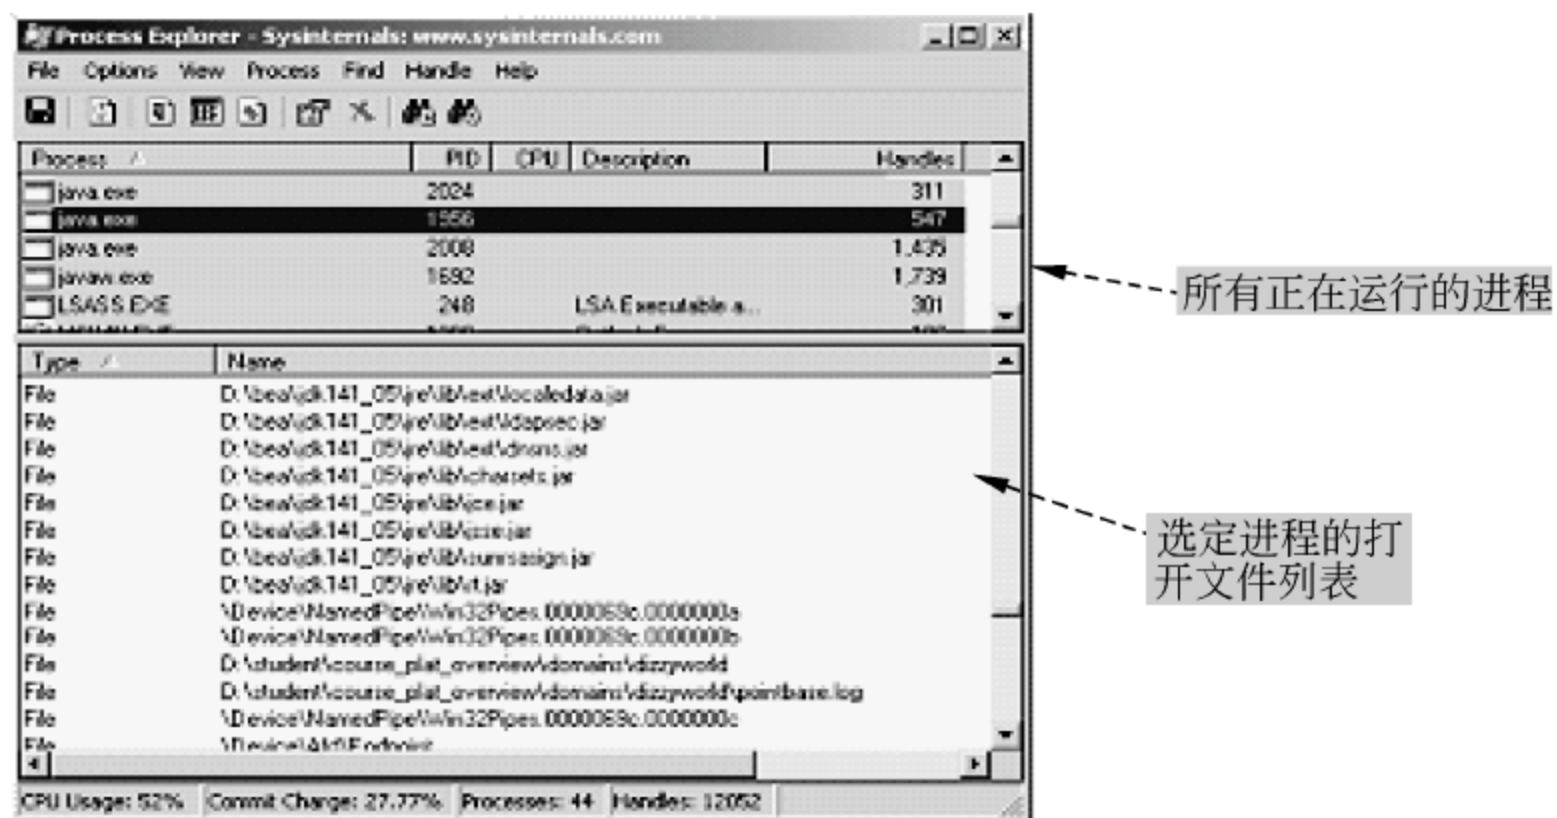 Process Explorer - Sysinternals: www.sysinternals.com
File Options View Process Find Handle Help
Process PID CPU Description Handles
java.exe 2024 311
java.exe 1956 547
java.exe 2008 1,435
javaw.exe 1692 1,739
LSASS.EXE 248 LSA Executable a... 301
所有正在运行的进程
Type Name
File D:\bea\jdk141_05\jre\lib\ext\localedata.jar
File D:\bea\jdk141_05\jre\lib\ext\ldapsec.jar
File D:\bea\jdk141_05\jre\lib\ext\dnsns.jar
File D:\bea\jdk141_05\jre\lib\charsets.jar
File D:\bea\jdk141_05\jre\lib\jce.jar
File D:\bea\jdk141_05\jre\lib\jsse.jar
File D:\bea\jdk141_05\jre\lib\sunrsasign.jar
File D:\bea\jdk141_05\jre\lib\rt.jar
File \Device\NamedPipe\Win32Pipes.0000069c.0000000a
File \Device\NamedPipe\Win32Pipes.0000069c.0000000b
File D:\student\course_plat_overview\domains\dizzyworld
File D:\student\course_plat_overview\domains\dizzyworld\pointbase.log
File \Device\NamedPipe\Win32Pipes.0000069c.0000000c
File \Device\Afd\Endpoint
选定进程的打
开文件列表
CPU Usage: 52% Commit Charge: 27.77% Processes: 44 Handles: 12052